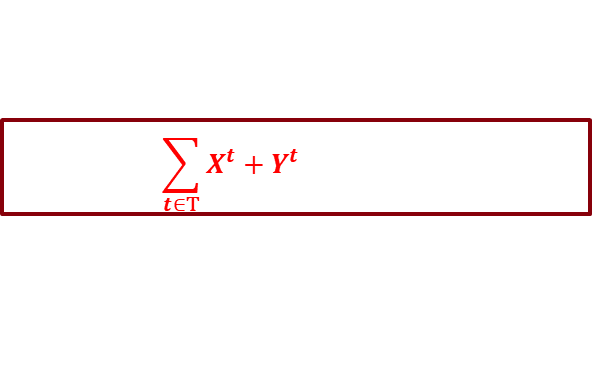 ∑_{t∈T} X^t + Y^t